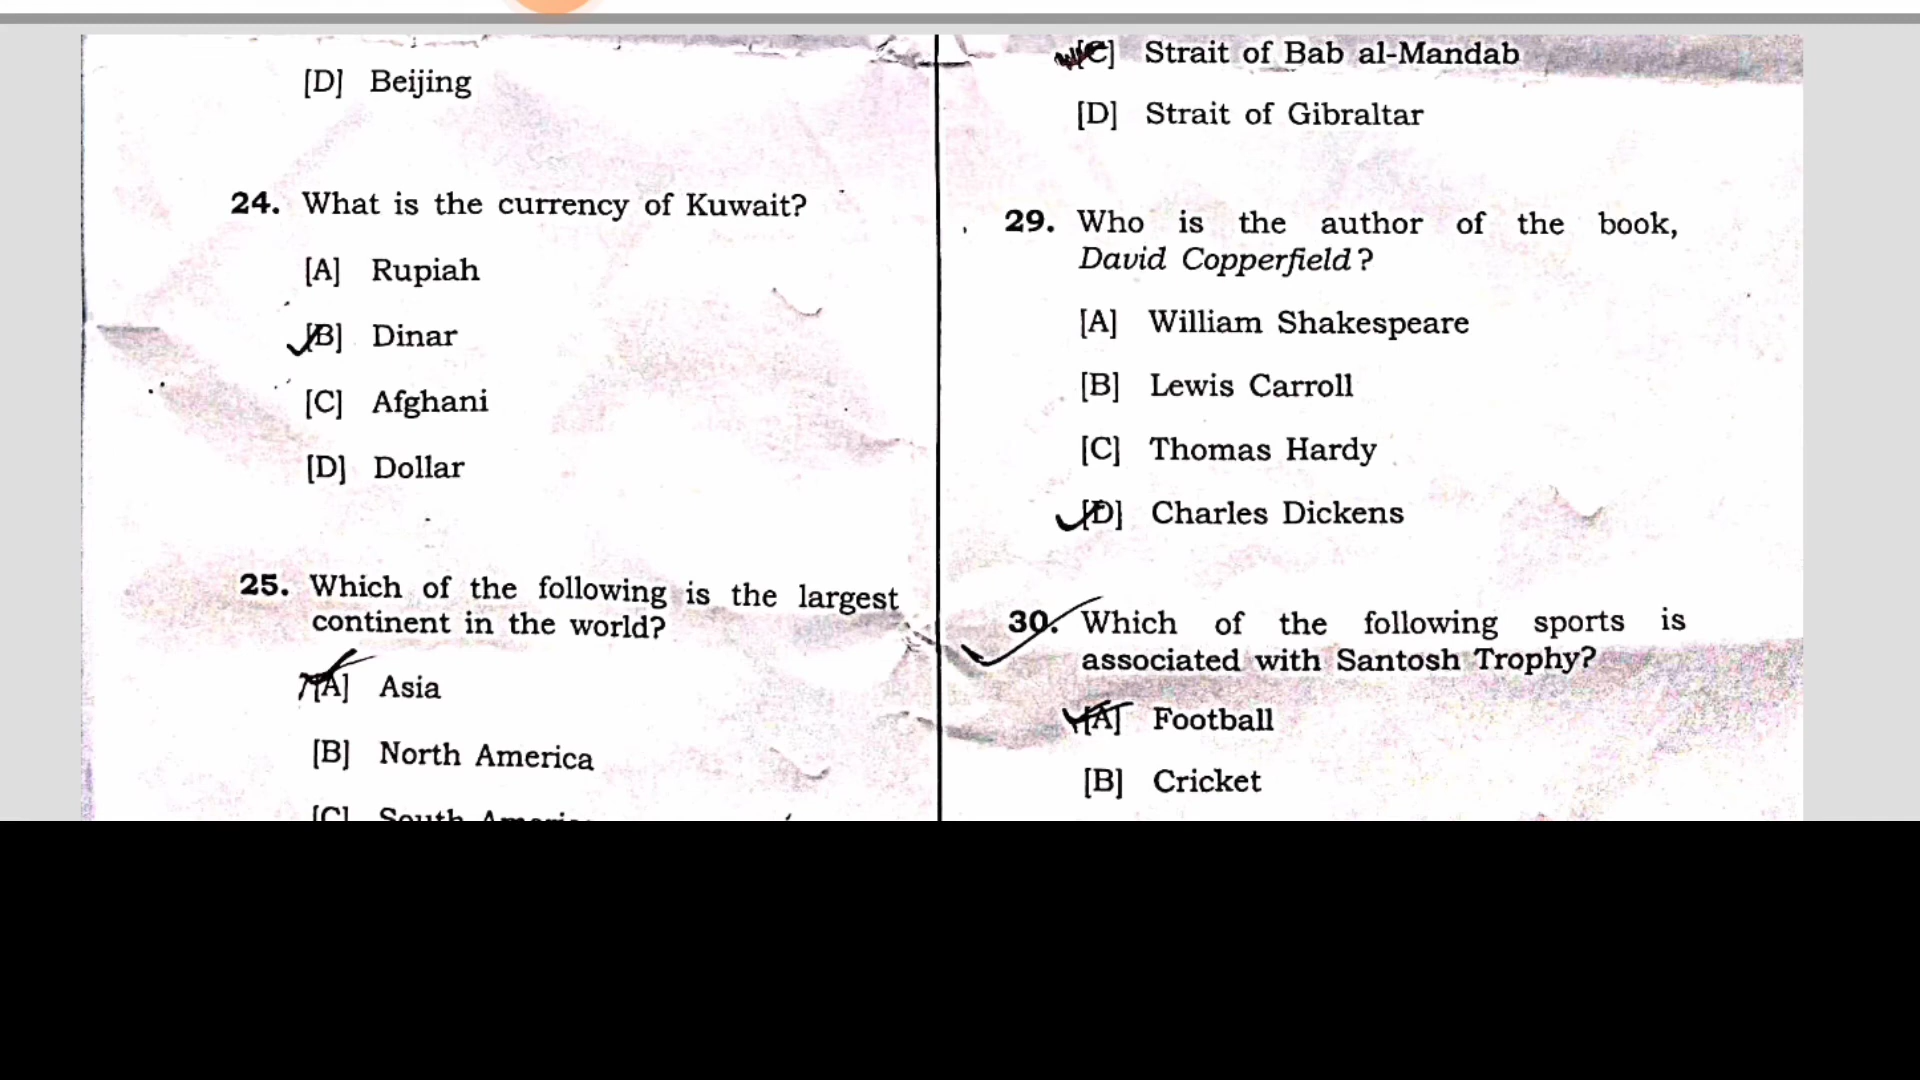 [D] Beijing
24. What is the currency of Kuwait?
[A] Rupiah
[B] Dinar
[C] Afghani
[D] Dollar
25. Which of the following is the largest
continent in the world?
[A] Asia
[B] North America
[C] South America
[C] Strait of Bab al-Mandab
[D] Strait of Gibraltar
29. Who is the author of the book,
David Copperfield?
[A] William Shakespeare
[B] Lewis Carroll
[C] Thomas Hardy
[D] Charles Dickens
30. Which of the following sports is
associated with Santosh Trophy?
[A] Football
[B] Cricket